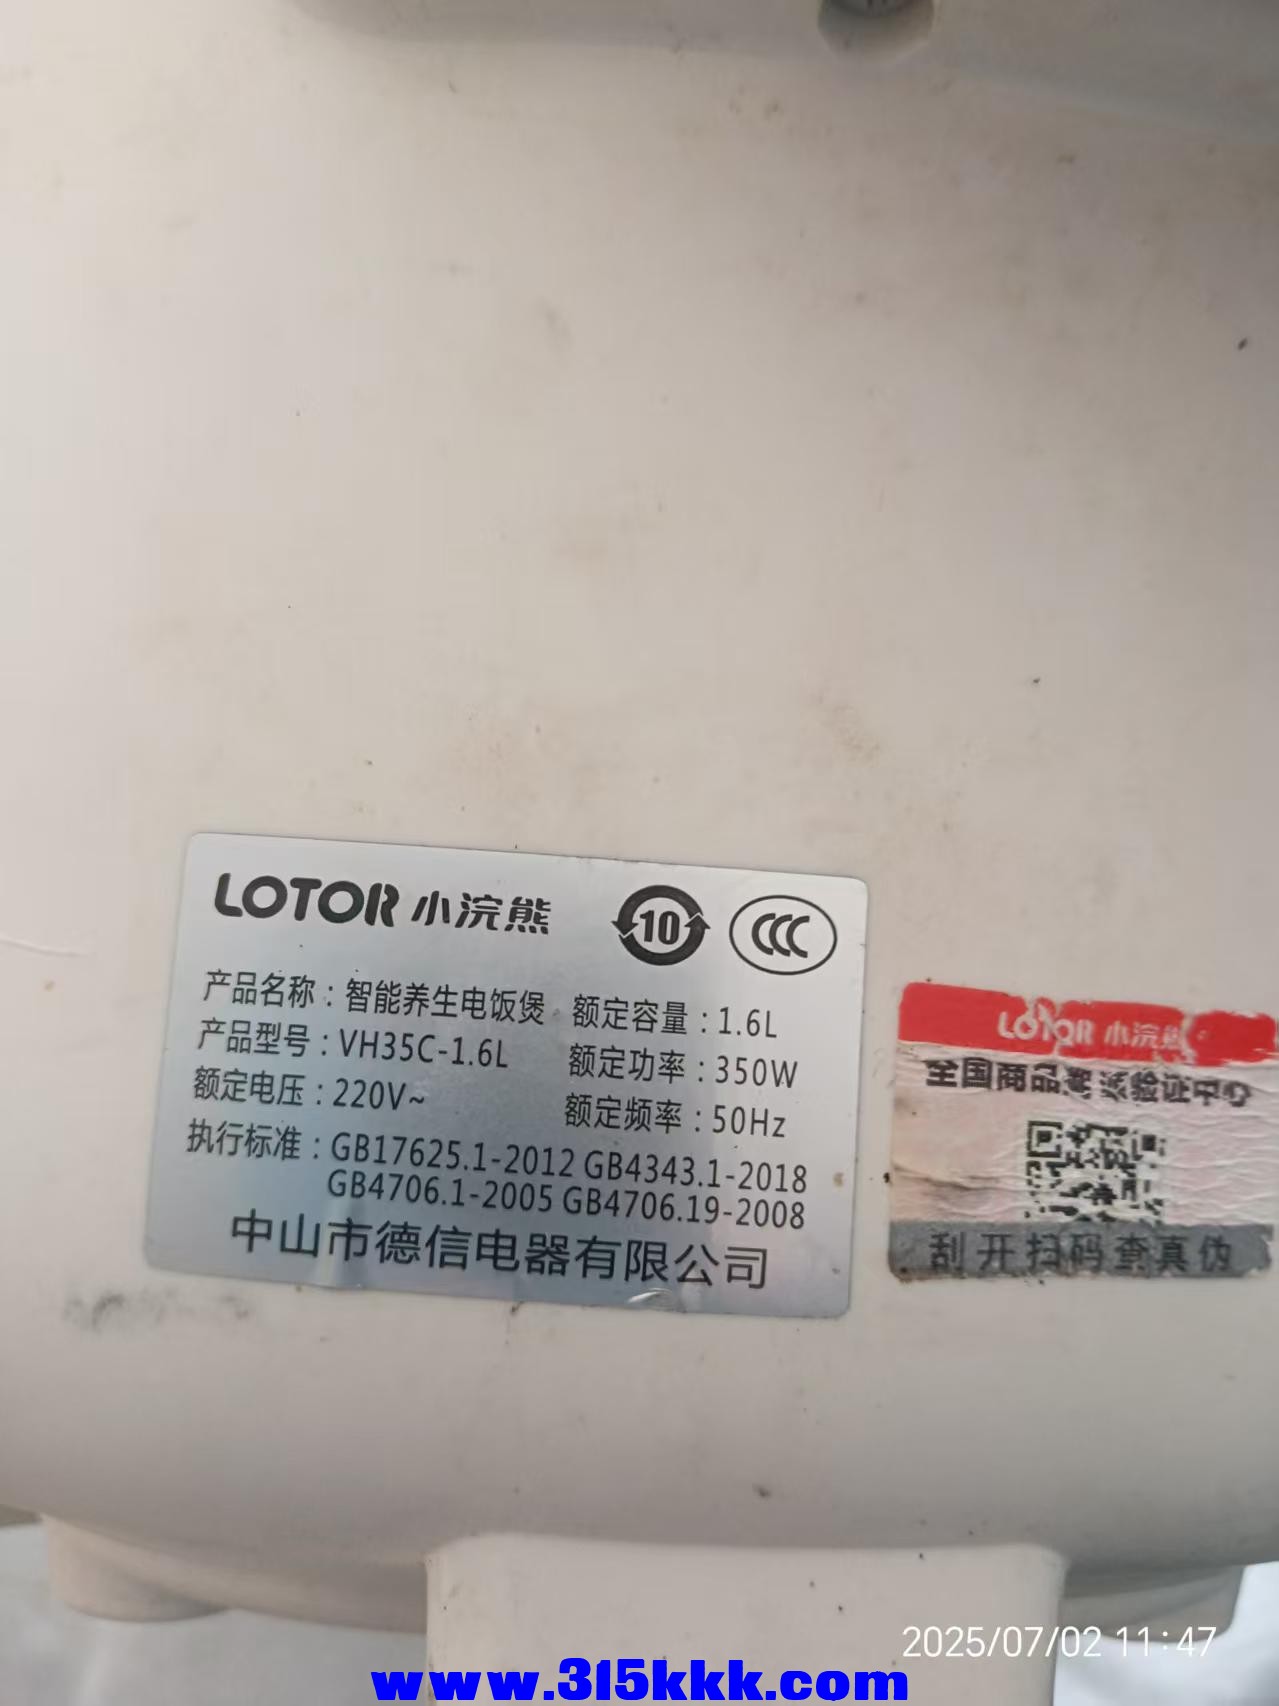 LOTOR 小浣熊
10
CCC
产品名称：智能养生电饭煲 额定容量：1.6L
产品型号：VH35C-1.6L 额定功率：350W
额定电压：220V~ 额定频率：50Hz
执行标准：GB17625.1-2012 GB4343.1-2018
GB4706.1-2005 GB4706.19-2008
中山市德信电器有限公司
LOTOR 小浣熊
全国商品
刮开扫码查真伪
2025/07/02 11:47
www.315kkk.com